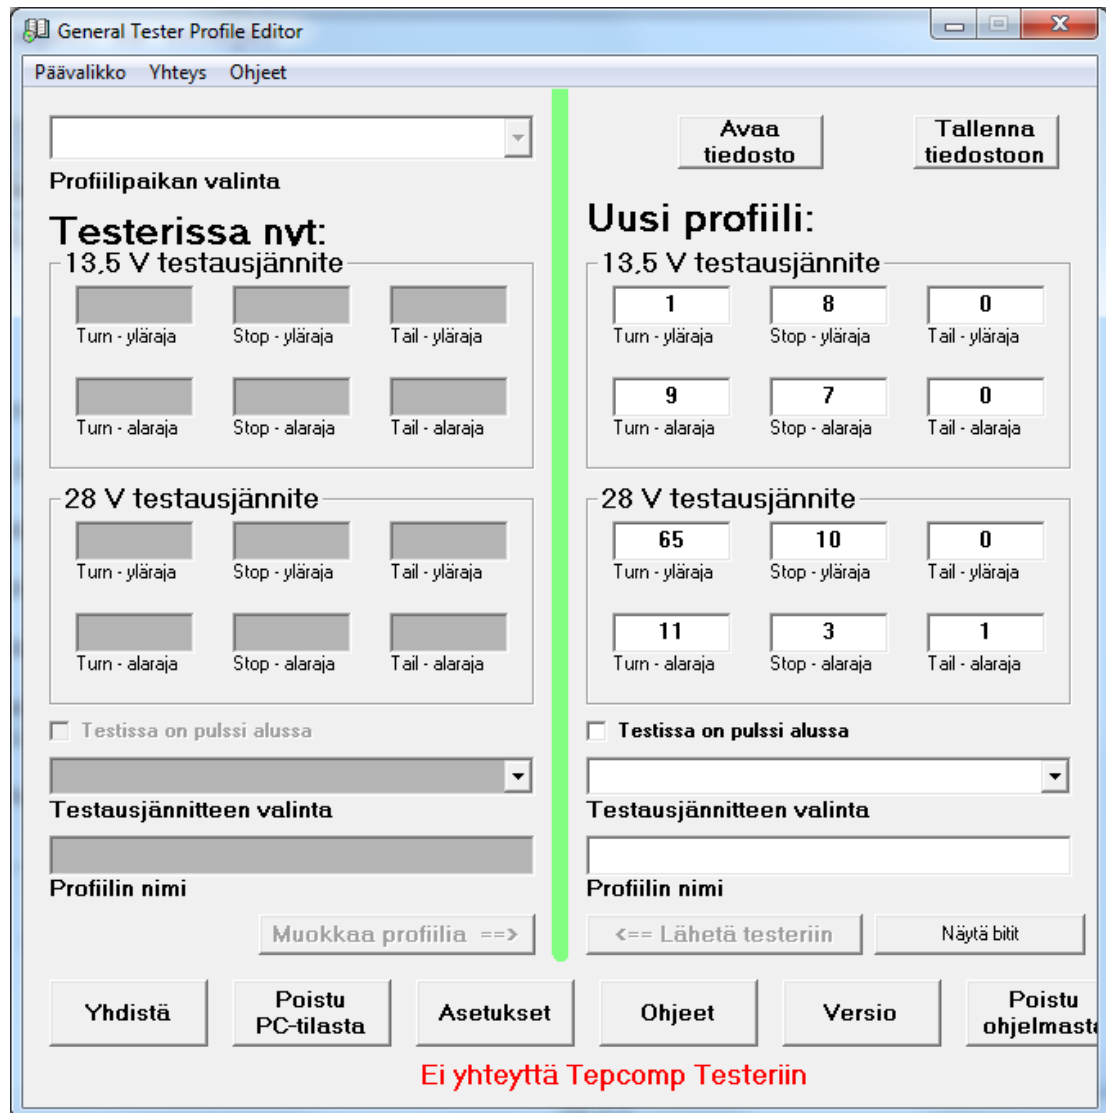 General Tester Profile Editor
Päävalikko Yhteys Ohjeet
Profiilipaikan valinta
Testerissa nyt:
13,5 V testausjännite
Turn - yläraja Stop - yläraja Tail - yläraja
Turn - alaraja Stop - alaraja Tail - alaraja
28 V testausjännite
Turn - yläraja Stop - yläraja Tail - yläraja
Turn - alaraja Stop - alaraja Tail - alaraja
Testissa on pulssi alussa
Testausjännitteen valinta
Profiilin nimi
Muokkaa profiilia ==>
Avaa
tiedosto
Tallenna
tiedostoon
Uusi profiili:
13,5 V testausjännite
1 8 0
Turn - yläraja Stop - yläraja Tail - yläraja
9 7 0
Turn - alaraja Stop - alaraja Tail - alaraja
28 V testausjännite
65 10 0
Turn - yläraja Stop - yläraja Tail - yläraja
11 3 1
Turn - alaraja Stop - alaraja Tail - alaraja
Testissa on pulssi alussa
Testausjännitteen valinta
Profiilin nimi
<== Lähetä testeriin
Näytä bitit
Yhdistä
Poistu
PC-tilasta
Asetukset
Ohjeet
Versio
Poistu
ohjelmasta
Ei yhteyttä Tepcomp Testeriin